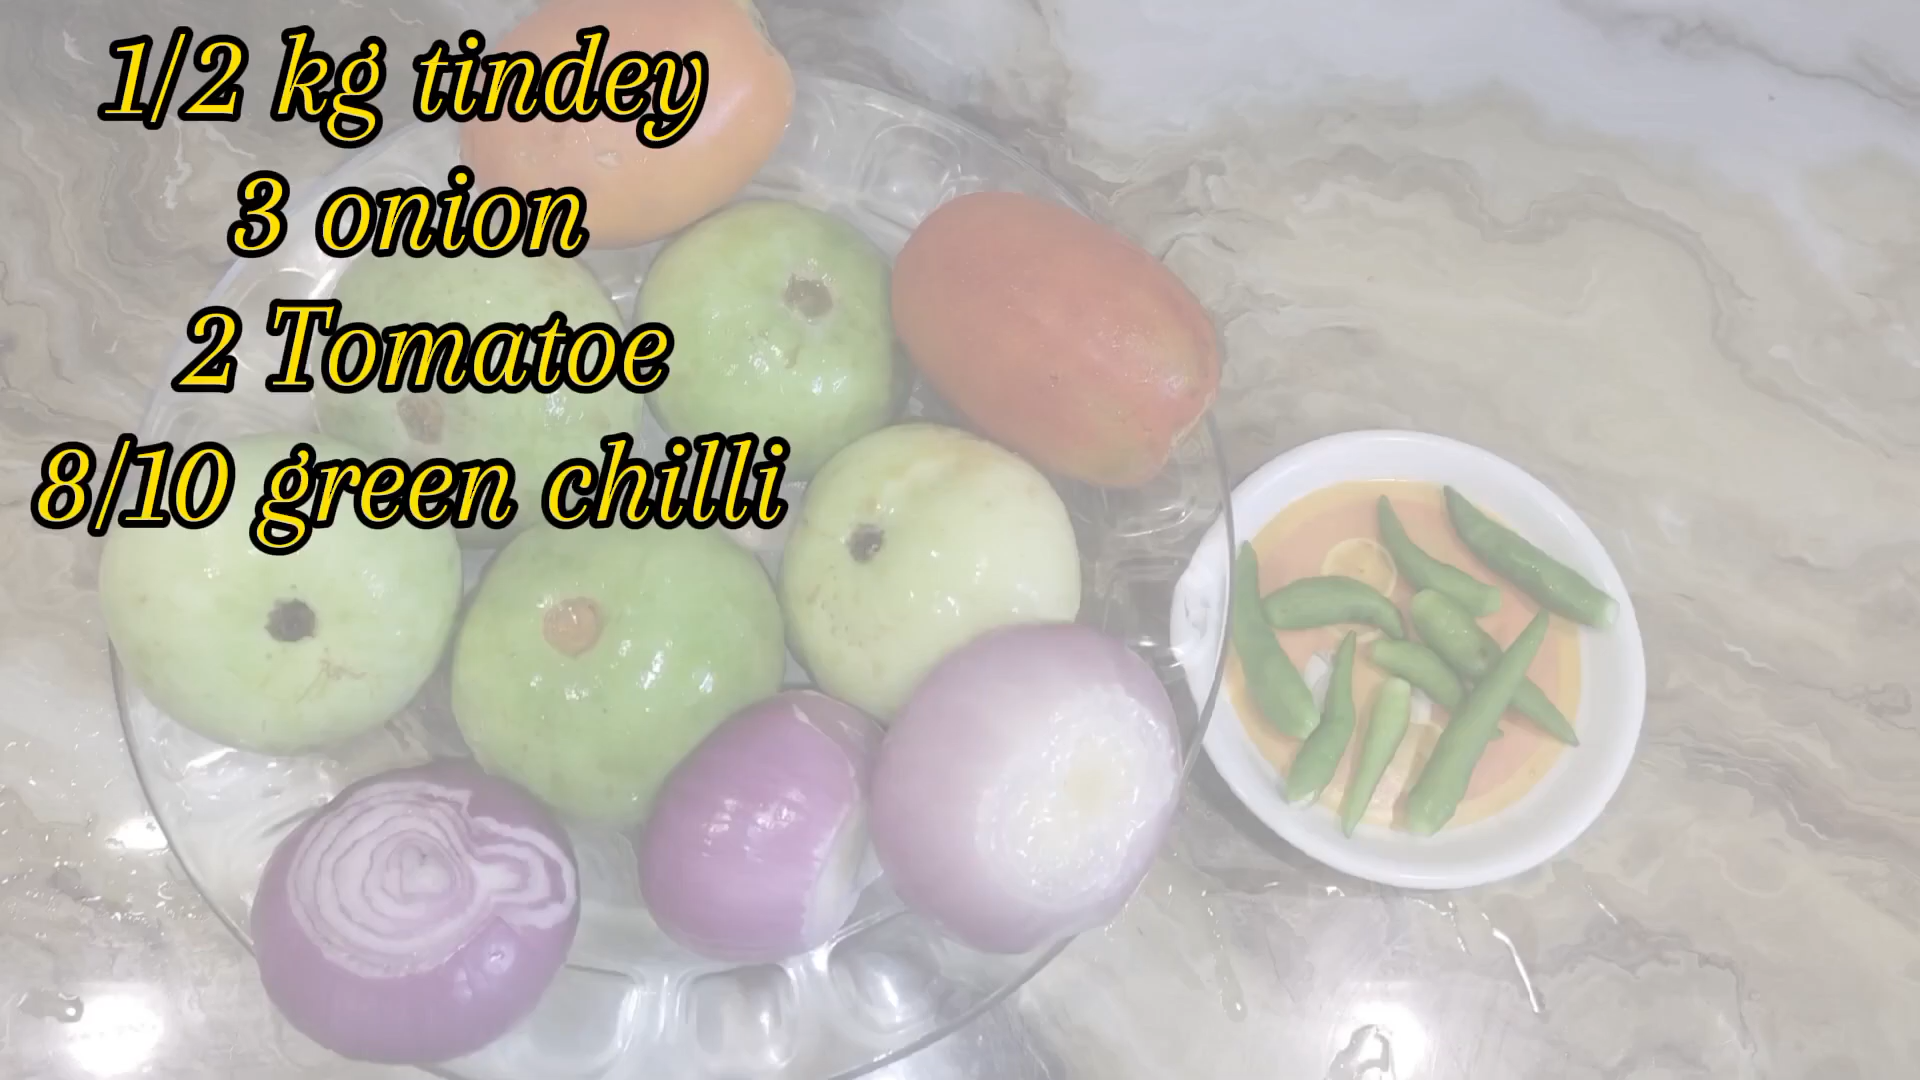 1/2 kg tindey
3 onion
2 Tomatoe
8/10 green chilli